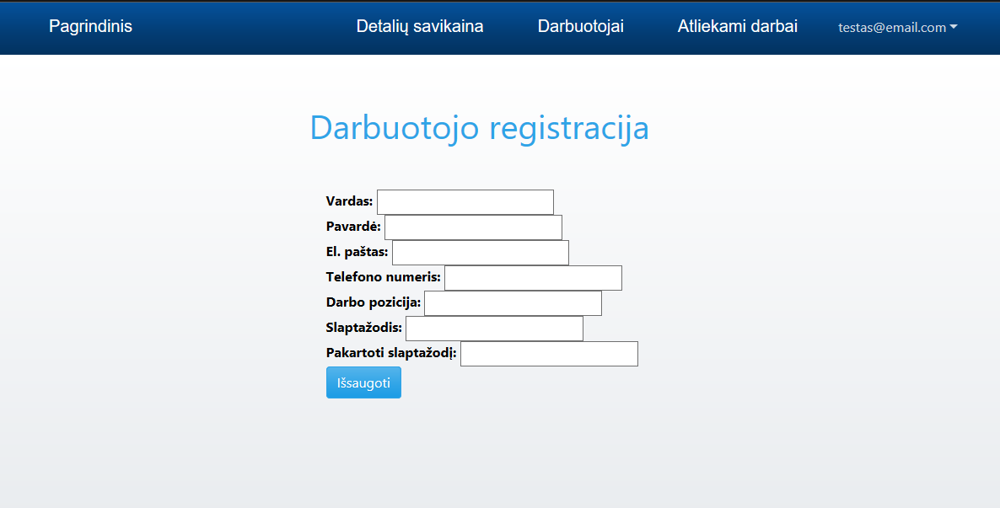 Pagrindinis Detalių savikaina Darbuotojai Atliekami darbai testas@email.com
Darbuotojo registracija
Vardas:
Pavardė:
El. paštas:
Telefono numeris:
Darbo pozicija:
Slaptažodis:
Pakartoti slaptažodį:
Išsaugoti